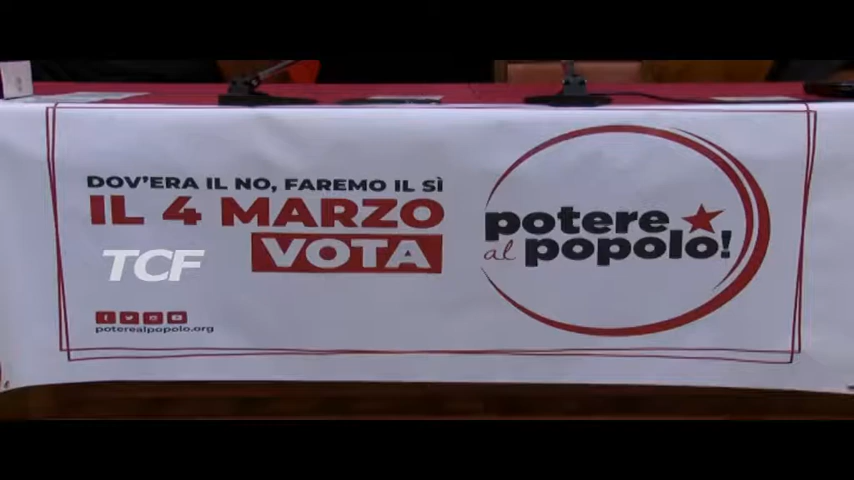 DOV'ERA IL NO, FAREMO IL SÌ
IL 4 MARZO
VOTA
TCF
poterealpopolo.org
potere
al popolo!